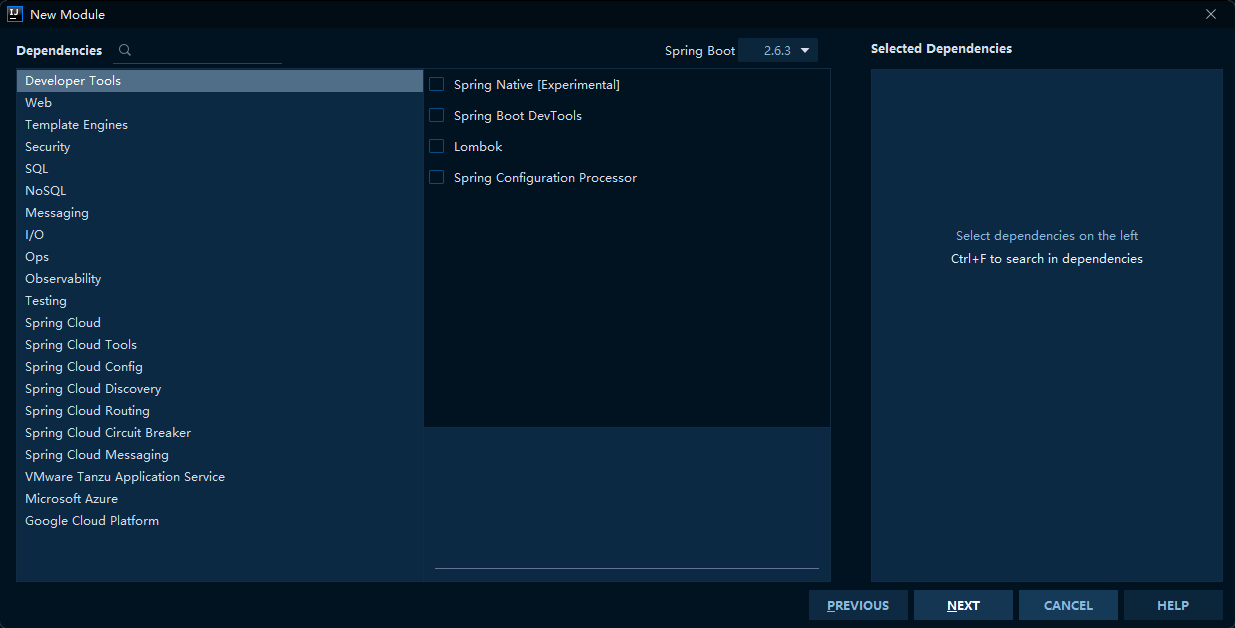 IJ New Module
Dependencies
Spring Boot 2.6.3
Selected Dependencies
Developer Tools
Web
Template Engines
Security
SQL
NoSQL
Messaging
I/O
Ops
Observability
Testing
Spring Cloud
Spring Cloud Tools
Spring Cloud Config
Spring Cloud Discovery
Spring Cloud Routing
Spring Cloud Circuit Breaker
Spring Cloud Messaging
VMware Tanzu Application Service
Microsoft Azure
Google Cloud Platform
Spring Native [Experimental]
Spring Boot DevTools
Lombok
Spring Configuration Processor
Select dependencies on the left
Ctrl+F to search in dependencies
PREVIOUS NEXT CANCEL HELP